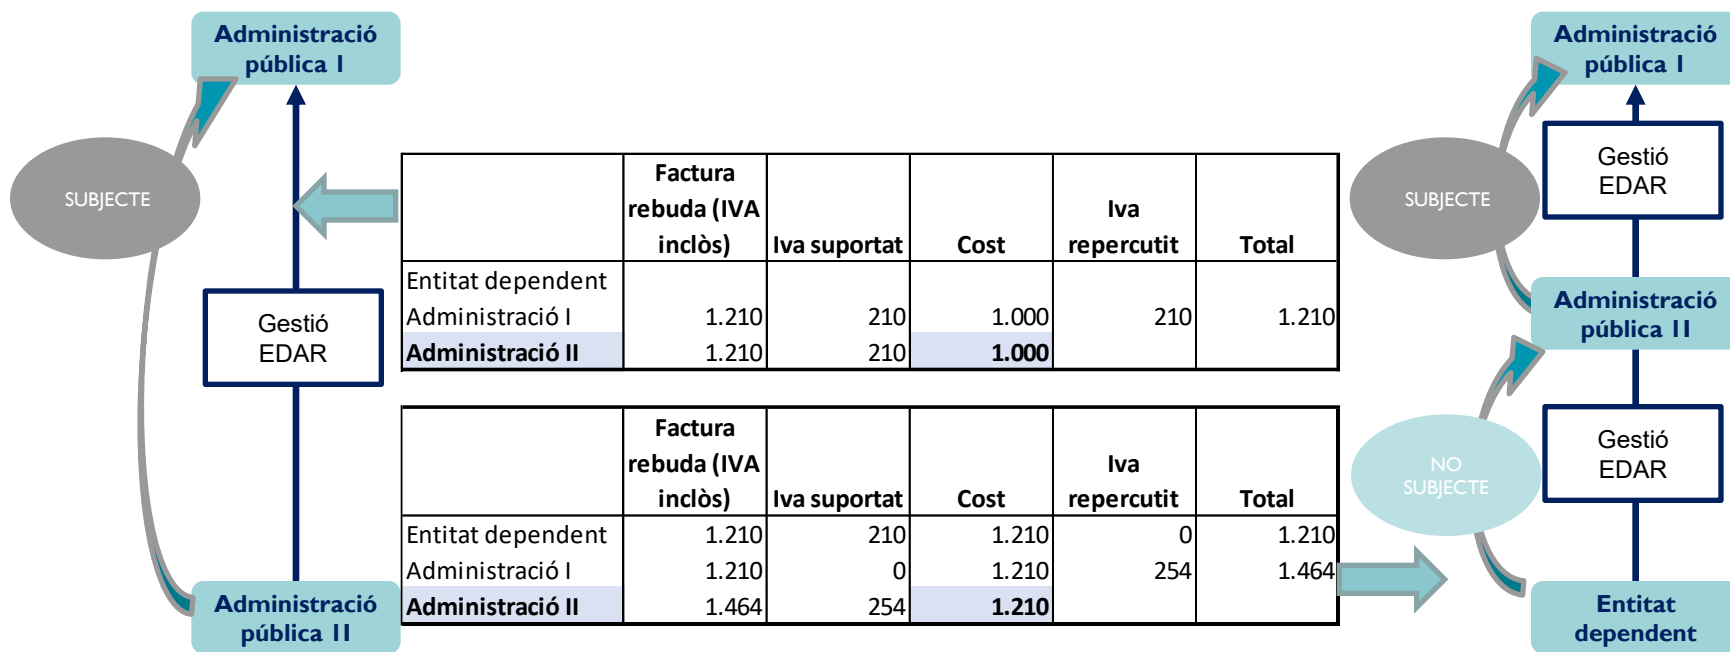 Administració
pública I
SUBJECTE
Gestió
EDAR
Administració
pública II
Factura
rebuda (IVA
inclòs) Iva suportat Cost Iva
repercutit Total
Entitat dependent
Administració I 1.210 210 1.000 210 1.210
Administració II 1.210 210 1.000
Factura
rebuda (IVA
inclòs) Iva suportat Cost Iva
repercutit Total
Entitat dependent 1.210 210 1.210 0 1.210
Administració I 1.210 0 1.210 254 1.464
Administració II 1.464 254 1.210
Administració
pública I
Gestió
EDAR
SUBJECTE
Administració
pública II
Gestió
EDAR
NO
SUBJECTE
Entitat
dependent